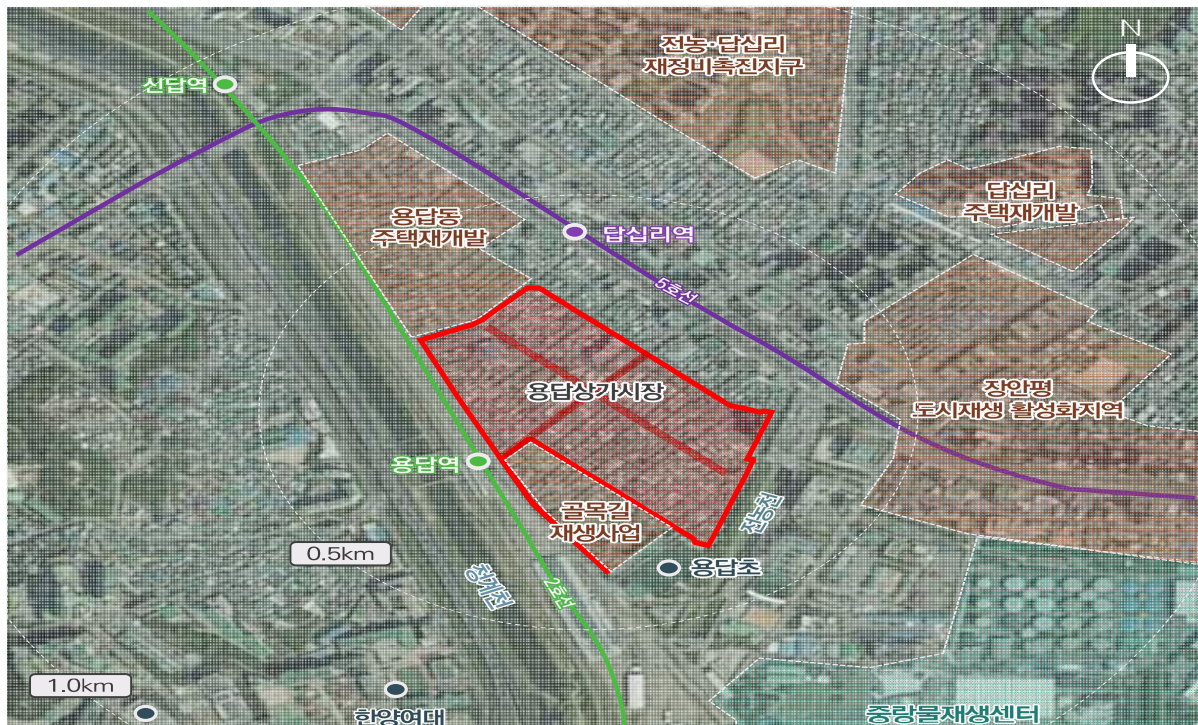 N
전농·답십리
재정비촉진지구
신답역
답십리
주택재개발
용답동
주택재개발
답십리역
5호선
용답상가시장
장안평
도시재생 활성화지역
용답역
골목길
재생사업
전농천
0.5km
용답초
청계천
2호선
1.0km
한양여대
중랑물재생센터